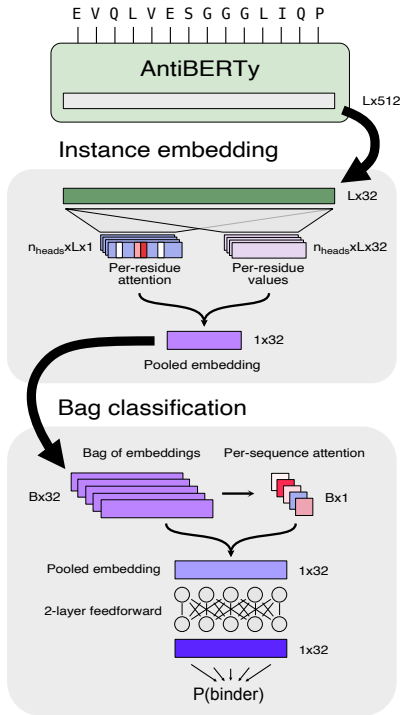 E V Q L V E S G G G L I Q P
AntiBERTy
Lx512
Instance embedding
Lx32
nheadsxLx1
nheadsxLx32
Per-residue
attention
Per-residue
values
1x32
Pooled embedding
Bag classification
Bag of embeddings
Per-sequence attention
Bx32
Bx1
Pooled embedding
1x32
2-layer feedforward
1x32
P(binder)